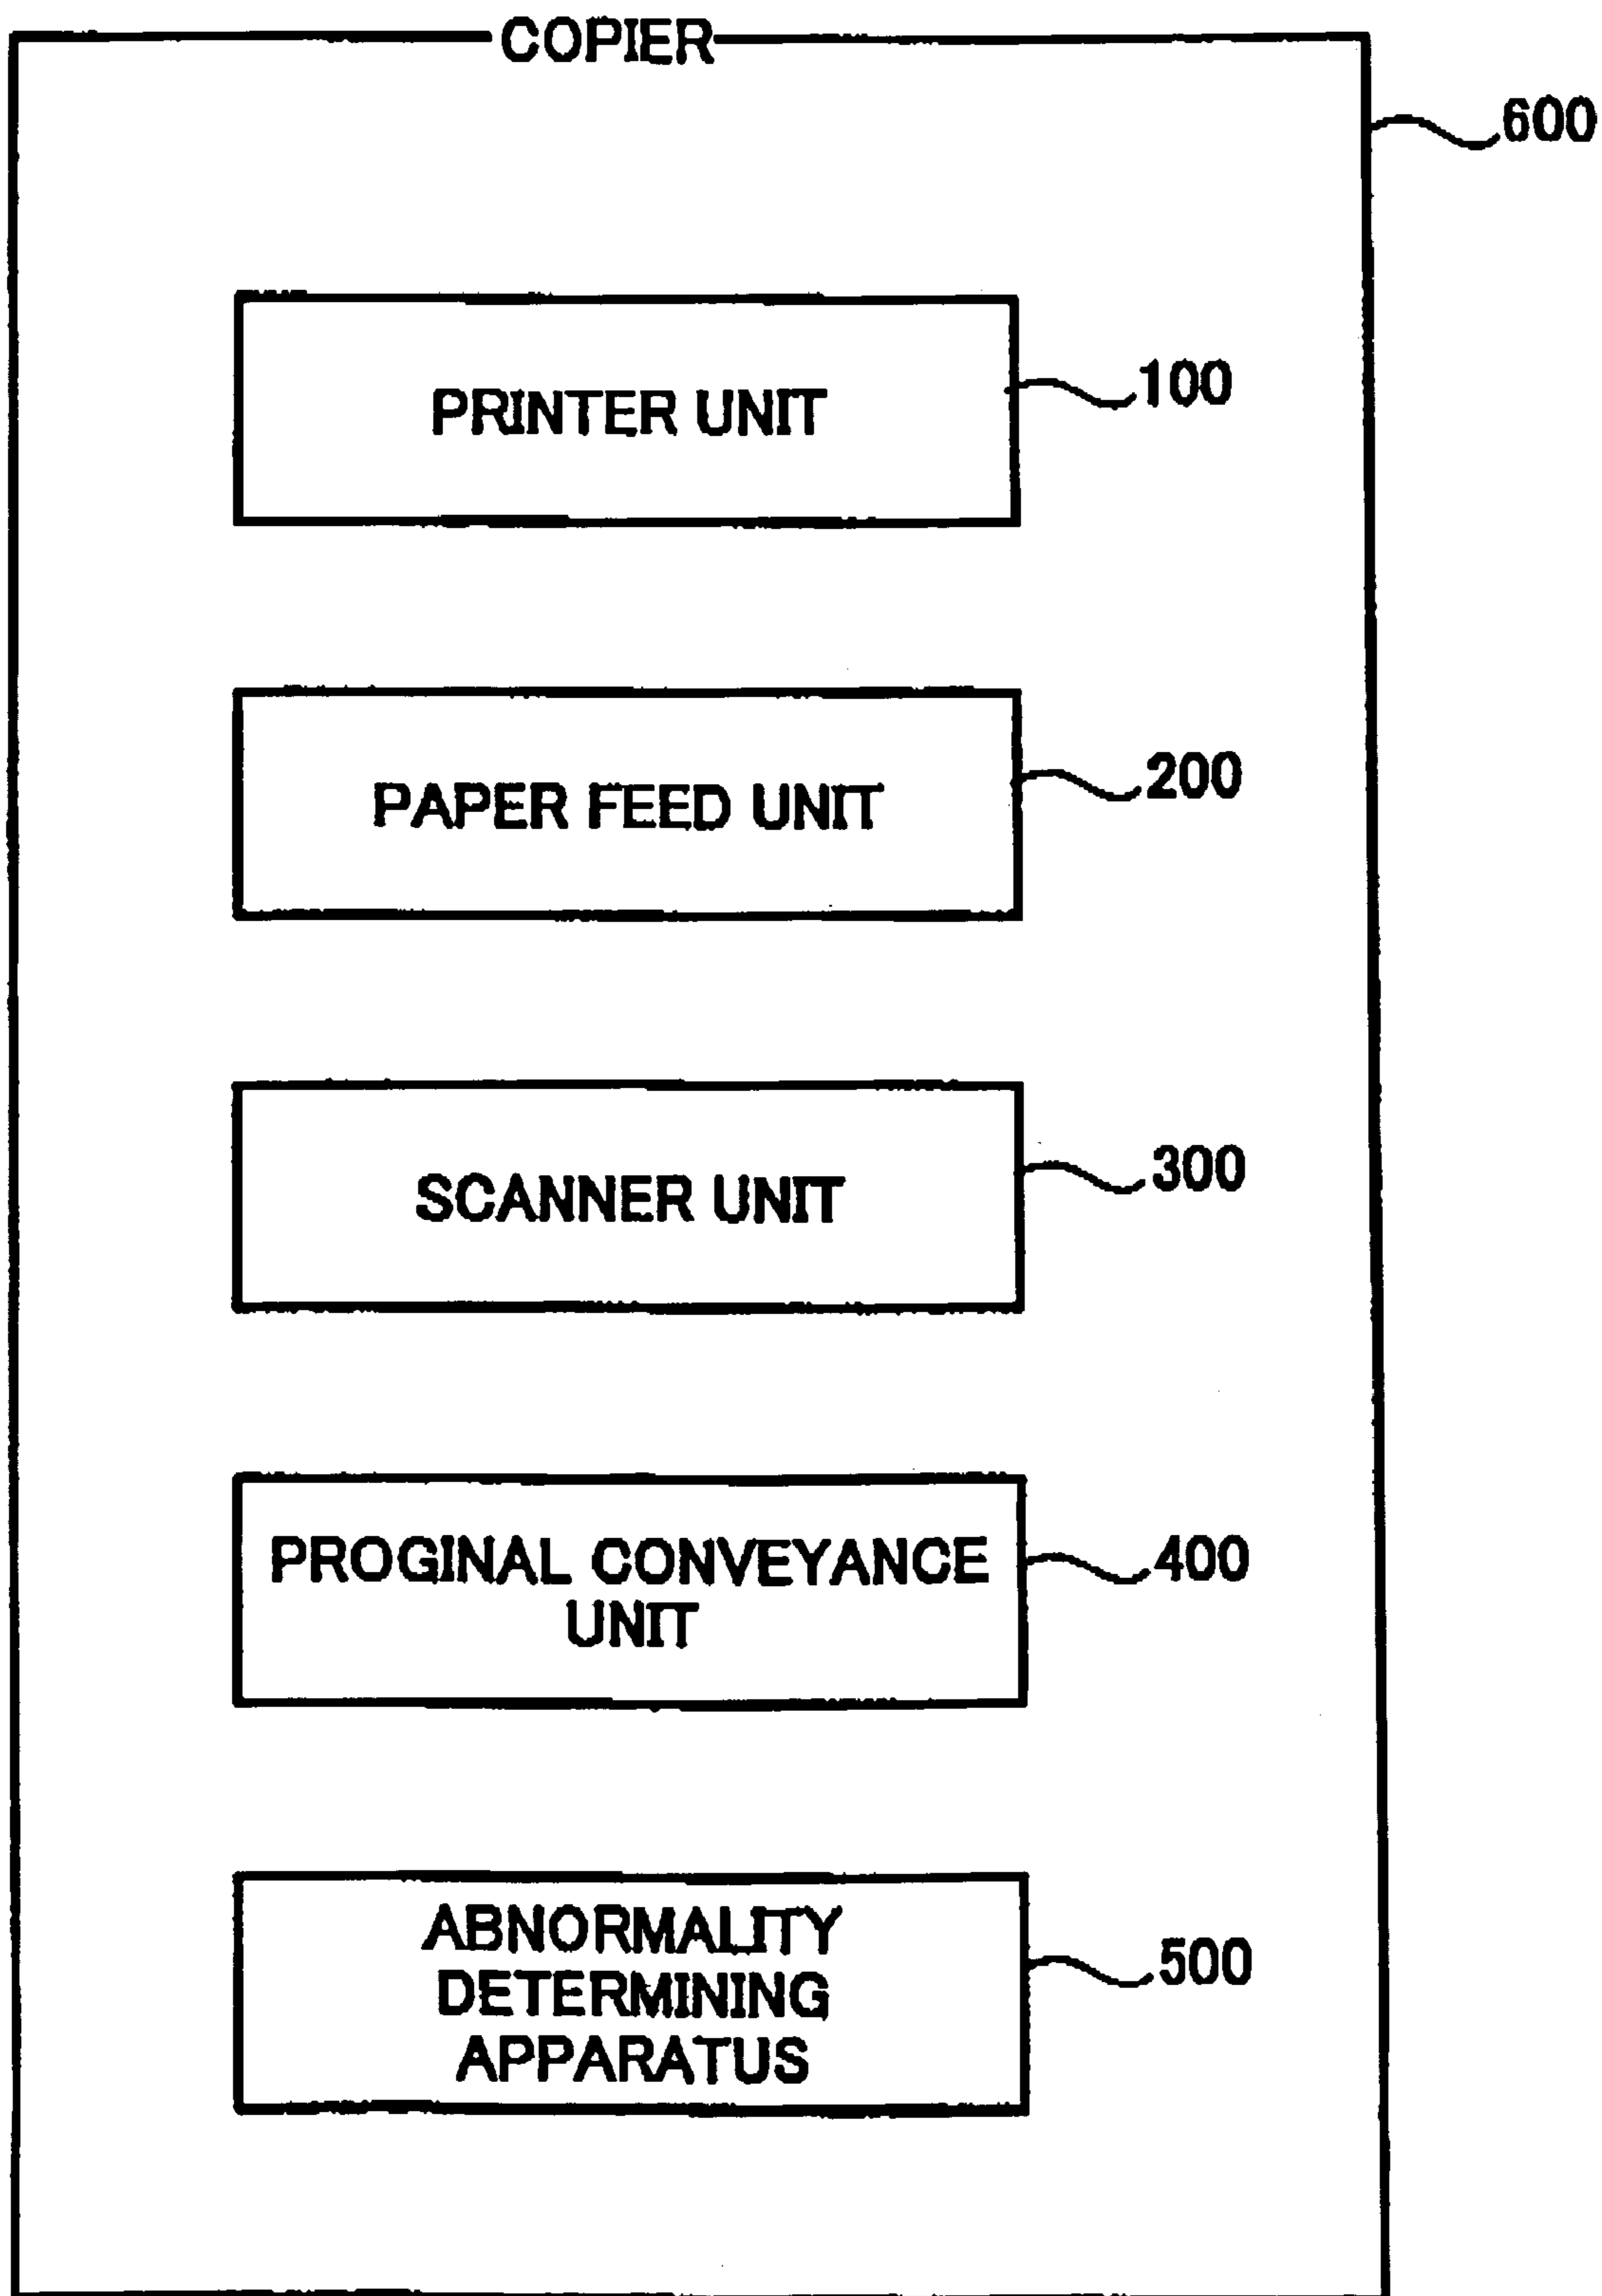 COPIER
600
PRINTER UNIT
100
PAPER FEED UNIT
200
SCANNER UNIT
300
PROGINAL CONVEYANCE
UNIT
400
ABNORMALITY
DETERMINING
APPARATUS
500